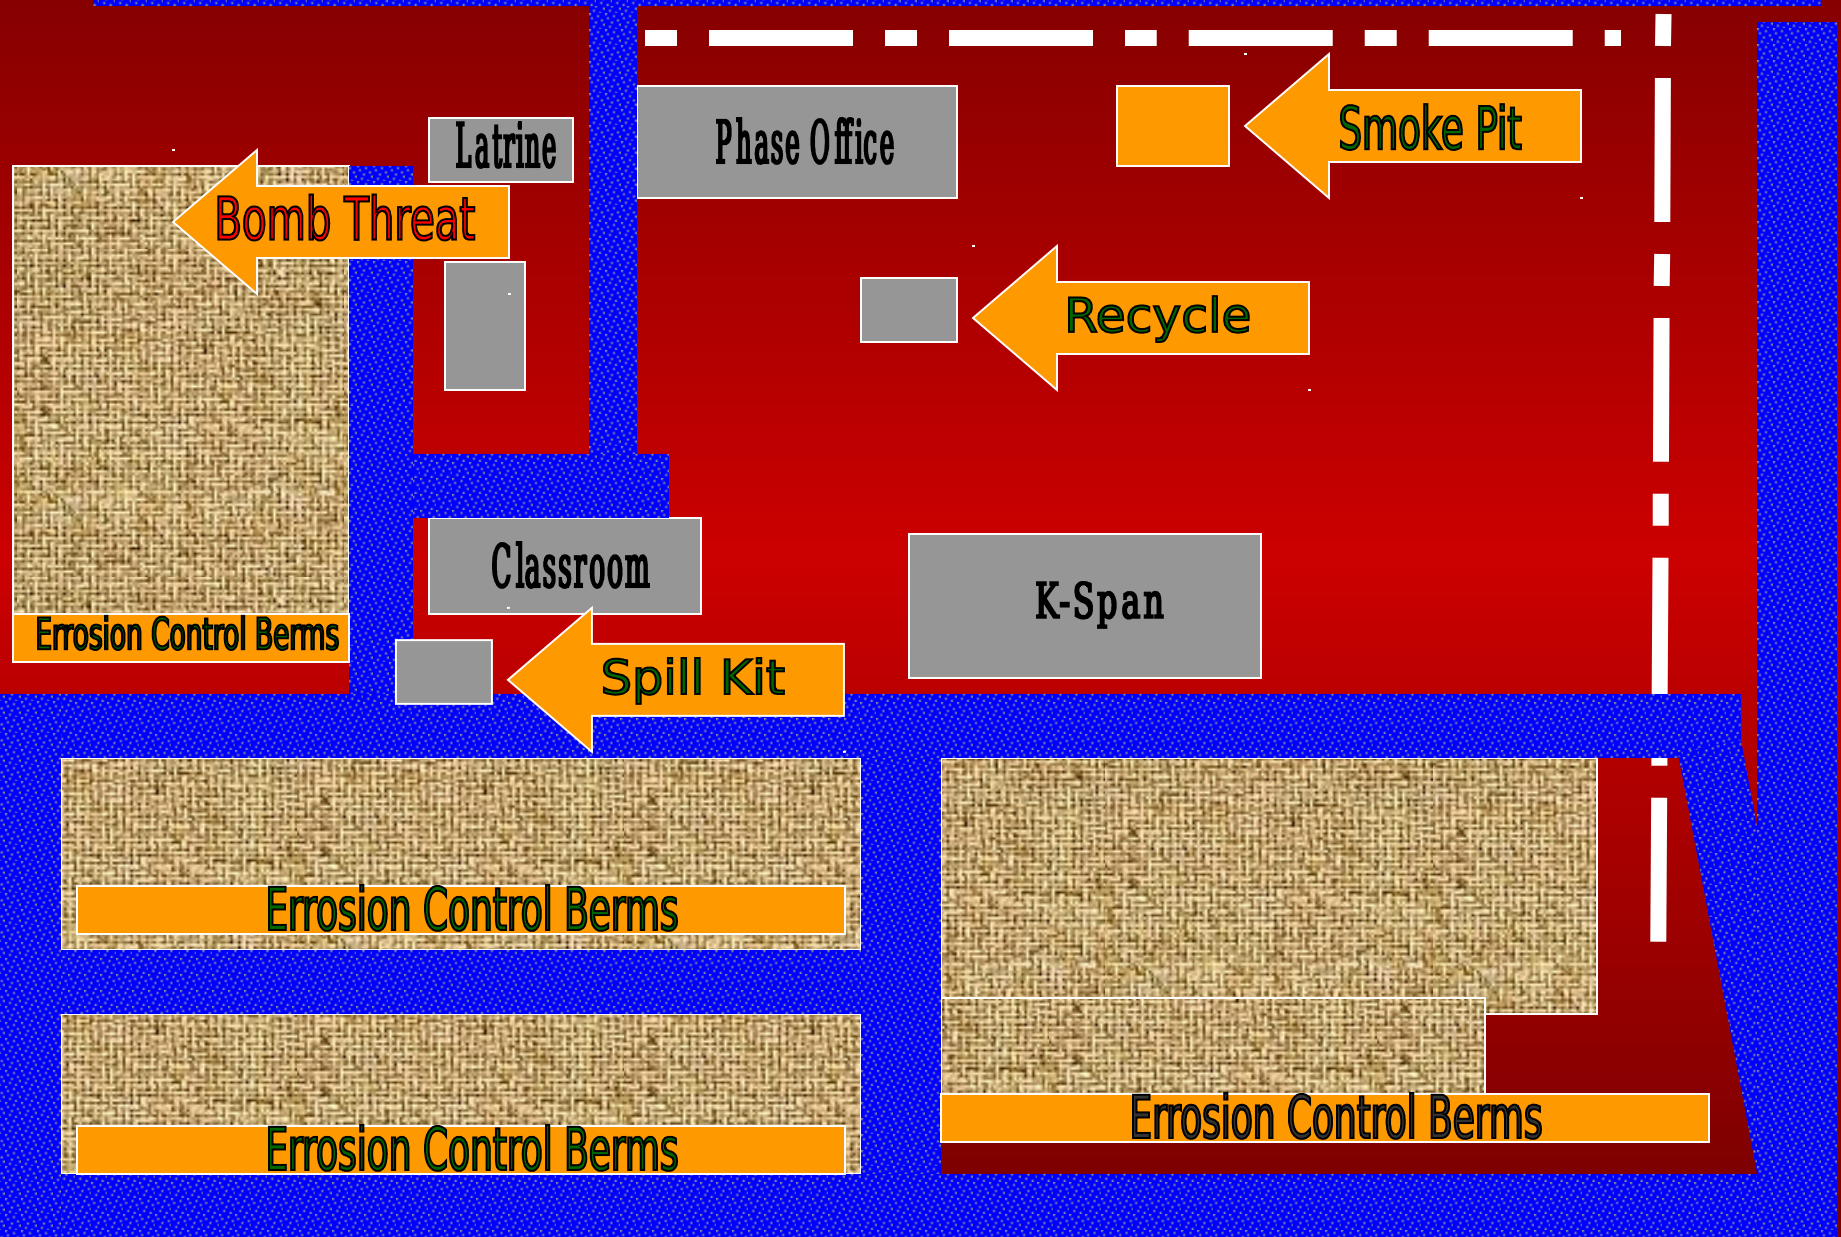 Latrine
Phase Office
Smoke Pit
Bomb Threat
Recycle
Classroom
K-Span
Errosion Control Berms
Spill Kit
Errosion Control Berms
Errosion Control Berms
Errosion Control Berms